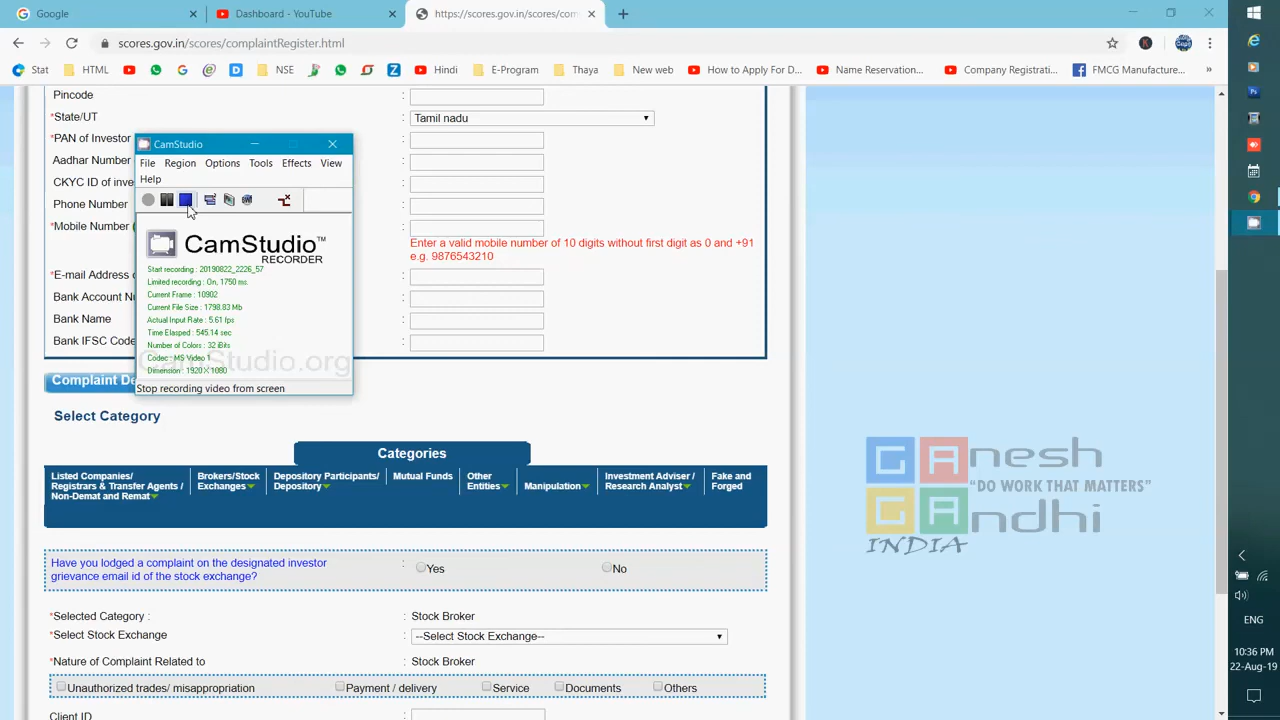 Google
Dashboard - YouTube
https://scores.gov.in/scores/com
scores.gov.in/scores/complaintRegister.html
Stat
HTML
NSE
Hindi
E-Program
Thaya
New web
How to Apply For D...
Name Reservation...
Company Registrati...
FMCG Manufacture...
»
Pincode :
*State/UT : Tamil nadu
*PAN of Investor
Aadhar Number :
CKYC ID of inve :
Phone Number :
*Mobile Number ( :
Enter a valid mobile number of 10 digits without first digit as 0 and +91
e.g. 9876543210
*E-mail Address o :
Bank Account Nu :
Bank Name :
Bank IFSC Code :
CamStudio
File Region Options Tools Effects View
Help
CamStudio™
RECORDER
Start recording : 20190822_2226_57
Limited recording : On, 1750 ms.
Current Frame : 10902
Current File Size : 1798.83 Mb
Actual Input Rate : 5.61 fps
Time Elasped : 545.14 sec
Number of Colors : 32 Bits
Codec : MS Video 1
Dimension : 1920 X 1080
CamStudio.org
Stop recording video from screen
Complaint De
Select Category
Categories
Listed Companies/
Registrars & Transfer Agents /
Non-Demat and Remat
Brokers/Stock
Exchanges
Depository Participants/
Depository
Mutual Funds
Other
Entities
Manipulation
Investment Adviser /
Research Analyst
Fake and
Forged
Have you lodged a complaint on the designated investor
grievance email id of the stock exchange?
: Yes No
*Selected Category : : Stock Broker
*Select Stock Exchange : --Select Stock Exchange--
*Nature of Complaint Related to : Stock Broker
Unauthorized trades/ misappropriation Payment / delivery Service Documents Others
Client ID :
GAnesh
"DO WORK THAT MATTERS"
GAndhi
INDIA
ENG
10:36 PM
22-Aug-19